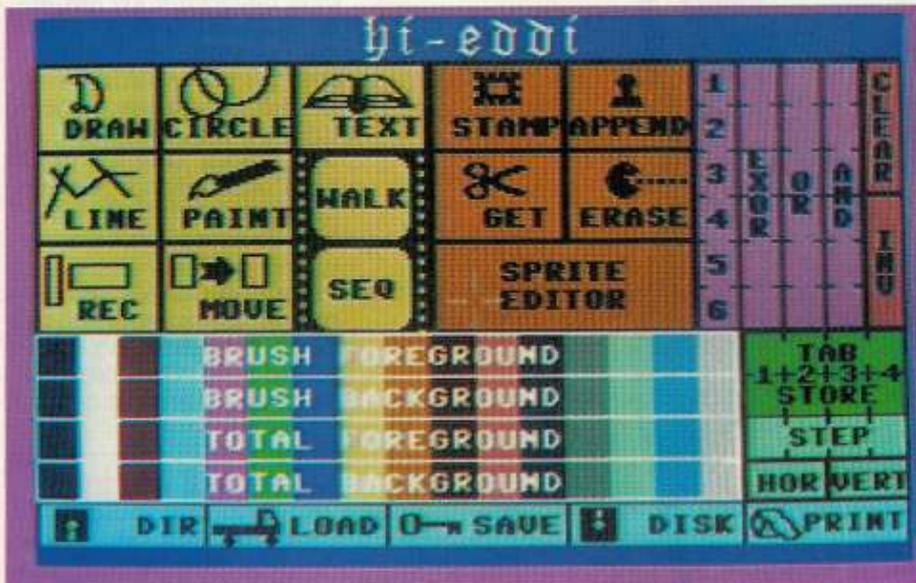 hi-eddi
DRAW CIRCLE TEXT STAMP APPEND
LINE PAINT WALK GET ERASE
REC MOVE SEQ SPRITE EDITOR
1
2
3
4
5
6
EXOR
OR
AND
CLEAR
INV
BRUSH FOREGROUND
BRUSH BACKGROUND
TOTAL FOREGROUND
TOTAL BACKGROUND
TAB
1+2+3+4
STORE
STEP
HOR VERT
DIR LOAD SAVE DISK PRINT